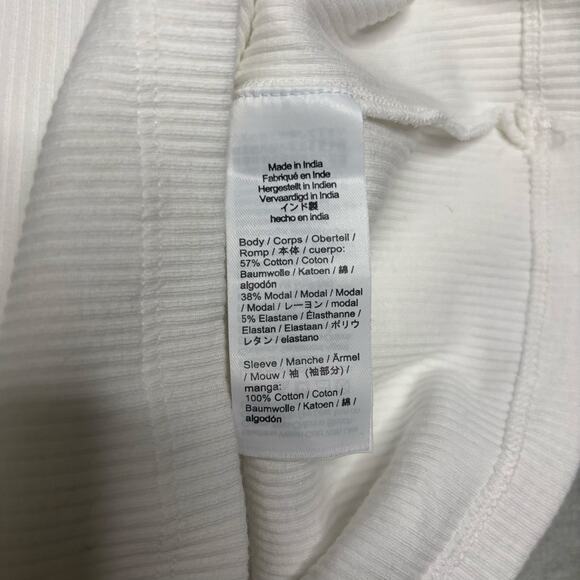 Made in India
Fabriqué en Inde
Hergestellt in Indien
Vervaardigd in India
インド製
hecho en india
Body / Corps / Oberteil /
Romp / 本体 / cuerpo:
57% Cotton / Coton /
Baumwolle / Katoen / 綿 /
algodón
38% Modal / Modal / Modal
/ Modal / レーヨン / modal
5% Elastane / Élasthanne /
Elastan / Elastaan / ポリウ
レタン / elastano
Sleeve / Manche / Ärmel
/ Mouw / 袖 (袖部分) /
manga:
100% Cotton / Coton /
Baumwolle / Katoen / 綿 /
algodón